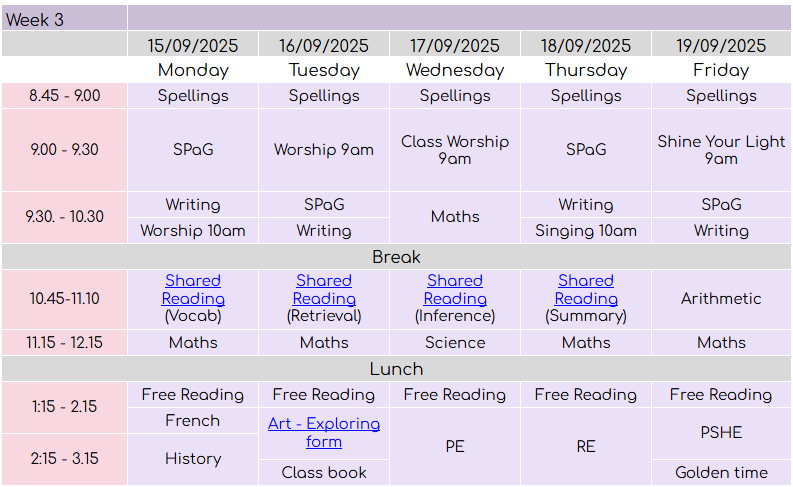 Week 3
15/09/2025 16/09/2025 17/09/2025 18/09/2025 19/09/2025
Monday Tuesday Wednesday Thursday Friday
8.45 - 9.00 Spellings Spellings Spellings Spellings Spellings
9.00 - 9.30 SPaG Worship 9am Class Worship 9am SPaG Shine Your Light 9am
9.30. - 10.30 Writing SPaG Maths Writing SPaG
Worship 10am Writing Singing 10am Writing
Break
10.45-11.10 Shared Reading (Vocab) Shared Reading (Retrieval) Shared Reading (Inference) Shared Reading (Summary) Arithmetic
11.15 - 12.15 Maths Maths Science Maths Maths
Lunch
1:15 - 2.15 Free Reading Free Reading Free Reading Free Reading Free Reading
French Art - Exploring form PE RE PSHE
2:15 - 3.15 History Class book Golden time